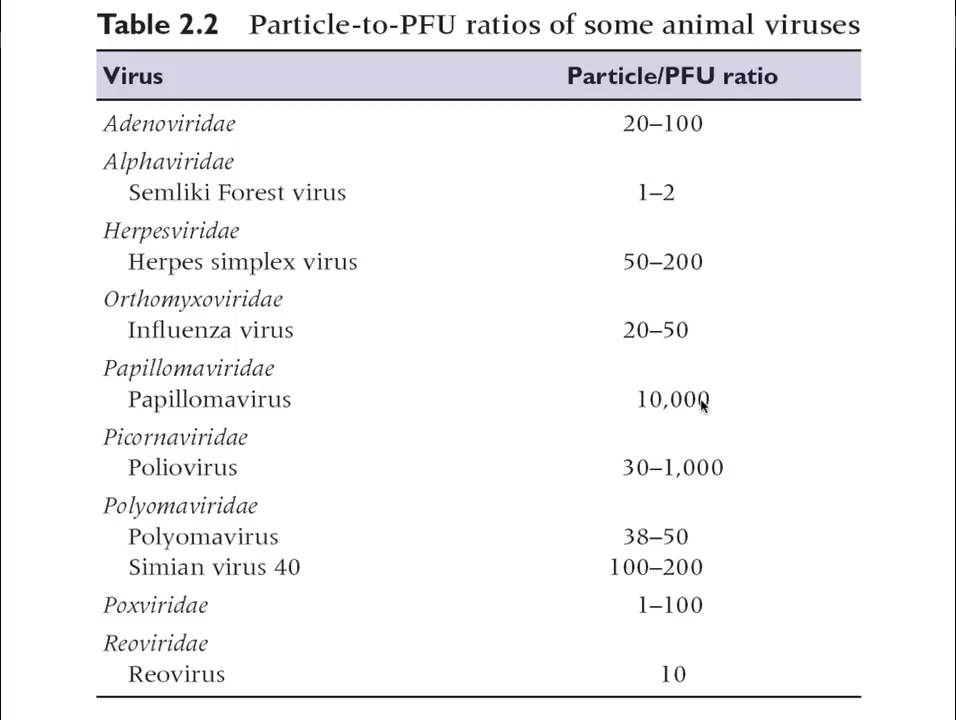 Table 2.2 Particle-to-PFU ratios of some animal viruses
Virus Particle/PFU ratio
Adenoviridae 20–100
Alphaviridae
Semliki Forest virus 1–2
Herpesviridae
Herpes simplex virus 50–200
Orthomyxoviridae
Influenza virus 20–50
Papillomaviridae
Papillomavirus 10,000
Picornaviridae
Poliovirus 30–1,000
Polyomaviridae
Polyomavirus 38–50
Simian virus 40 100–200
Poxviridae 1–100
Reoviridae
Reovirus 10